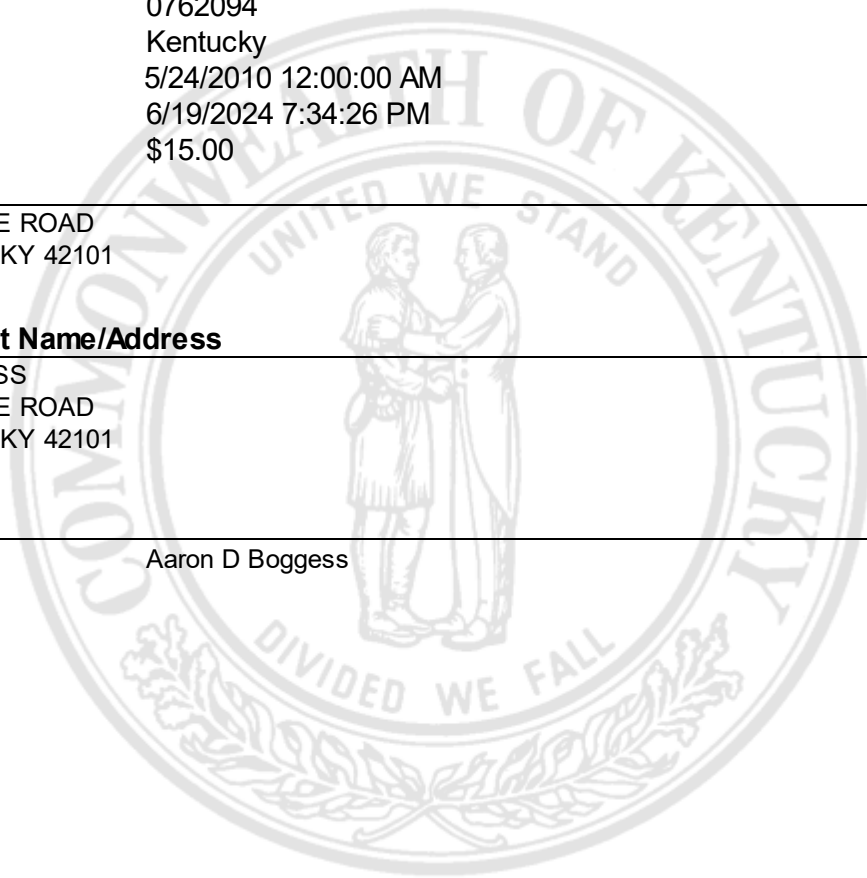 0762094
Kentucky
5/24/2010 12:00:00 AM
6/19/2024 7:34:26 PM
$15.00
E ROAD
KY 42101
t Name/Address
SS
E ROAD
KY 42101
Aaron D Boggess
COMMONWEALTH OF KENTUCKY
UNITED WE STAND
DIVIDED WE FALL